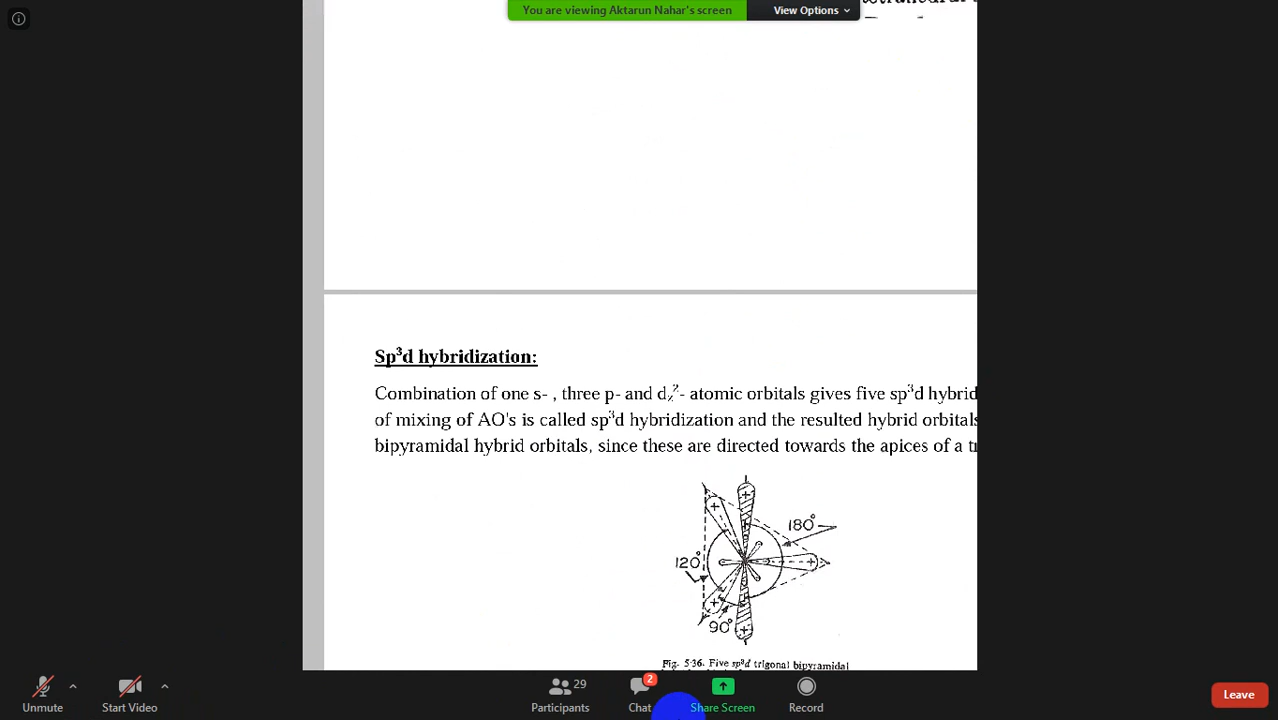 You are viewing Aktarun Nahar's screen
View Options
Sp³d hybridization:
Combination of one s- , three p- and dz²- atomic orbitals gives five sp³d hybrid
of mixing of AO's is called sp³d hybridization and the resulted hybrid orbitals
bipyramidal hybrid orbitals, since these are directed towards the apices of a tr
180°
120°
90°
Fig. 5·36. Five sp³d trigonal bipyramidal
Unmute
Start Video
29
Participants
2
Chat
Share Screen
Record
Leave